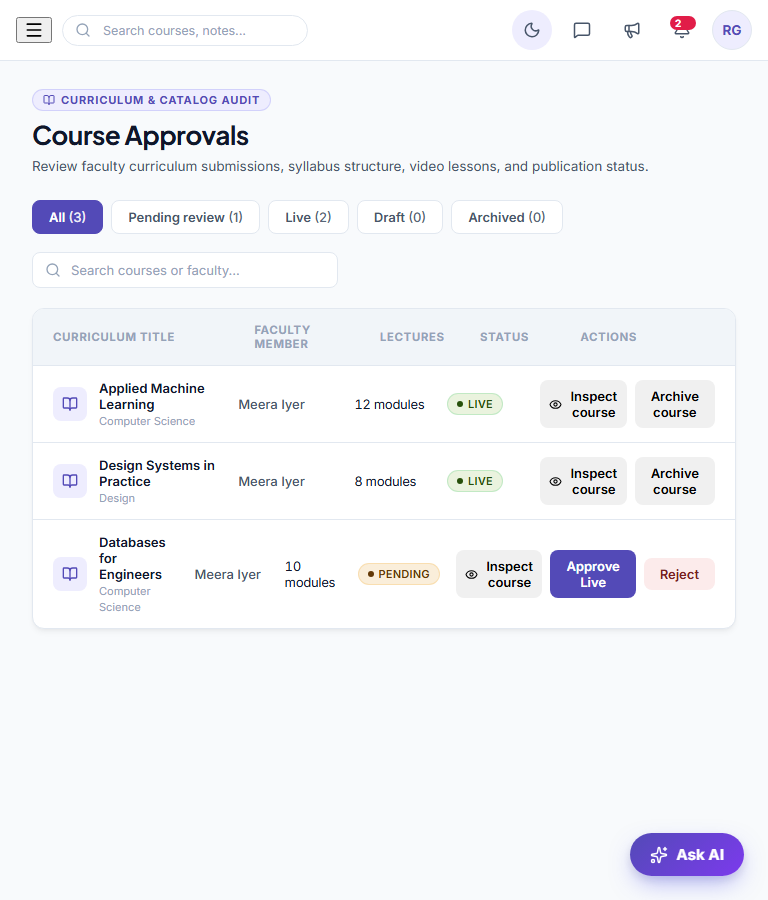 Search courses, notes...
2
RG
CURRICULUM & CATALOG AUDIT
Course Approvals
Review faculty curriculum submissions, syllabus structure, video lessons, and publication status.
All (3)
Pending review (1)
Live (2)
Draft (0)
Archived (0)
Search courses or faculty...
CURRICULUM TITLE
FACULTY
MEMBER
LECTURES
STATUS
ACTIONS
Applied Machine
Learning
Computer Science
Meera Iyer
12 modules
LIVE
Inspect
course
Archive
course
Design Systems in
Practice
Design
Meera Iyer
8 modules
LIVE
Inspect
course
Archive
course
Databases
for
Engineers
Computer
Science
Meera Iyer
10
modules
PENDING
Inspect
course
Approve
Live
Reject
Ask AI